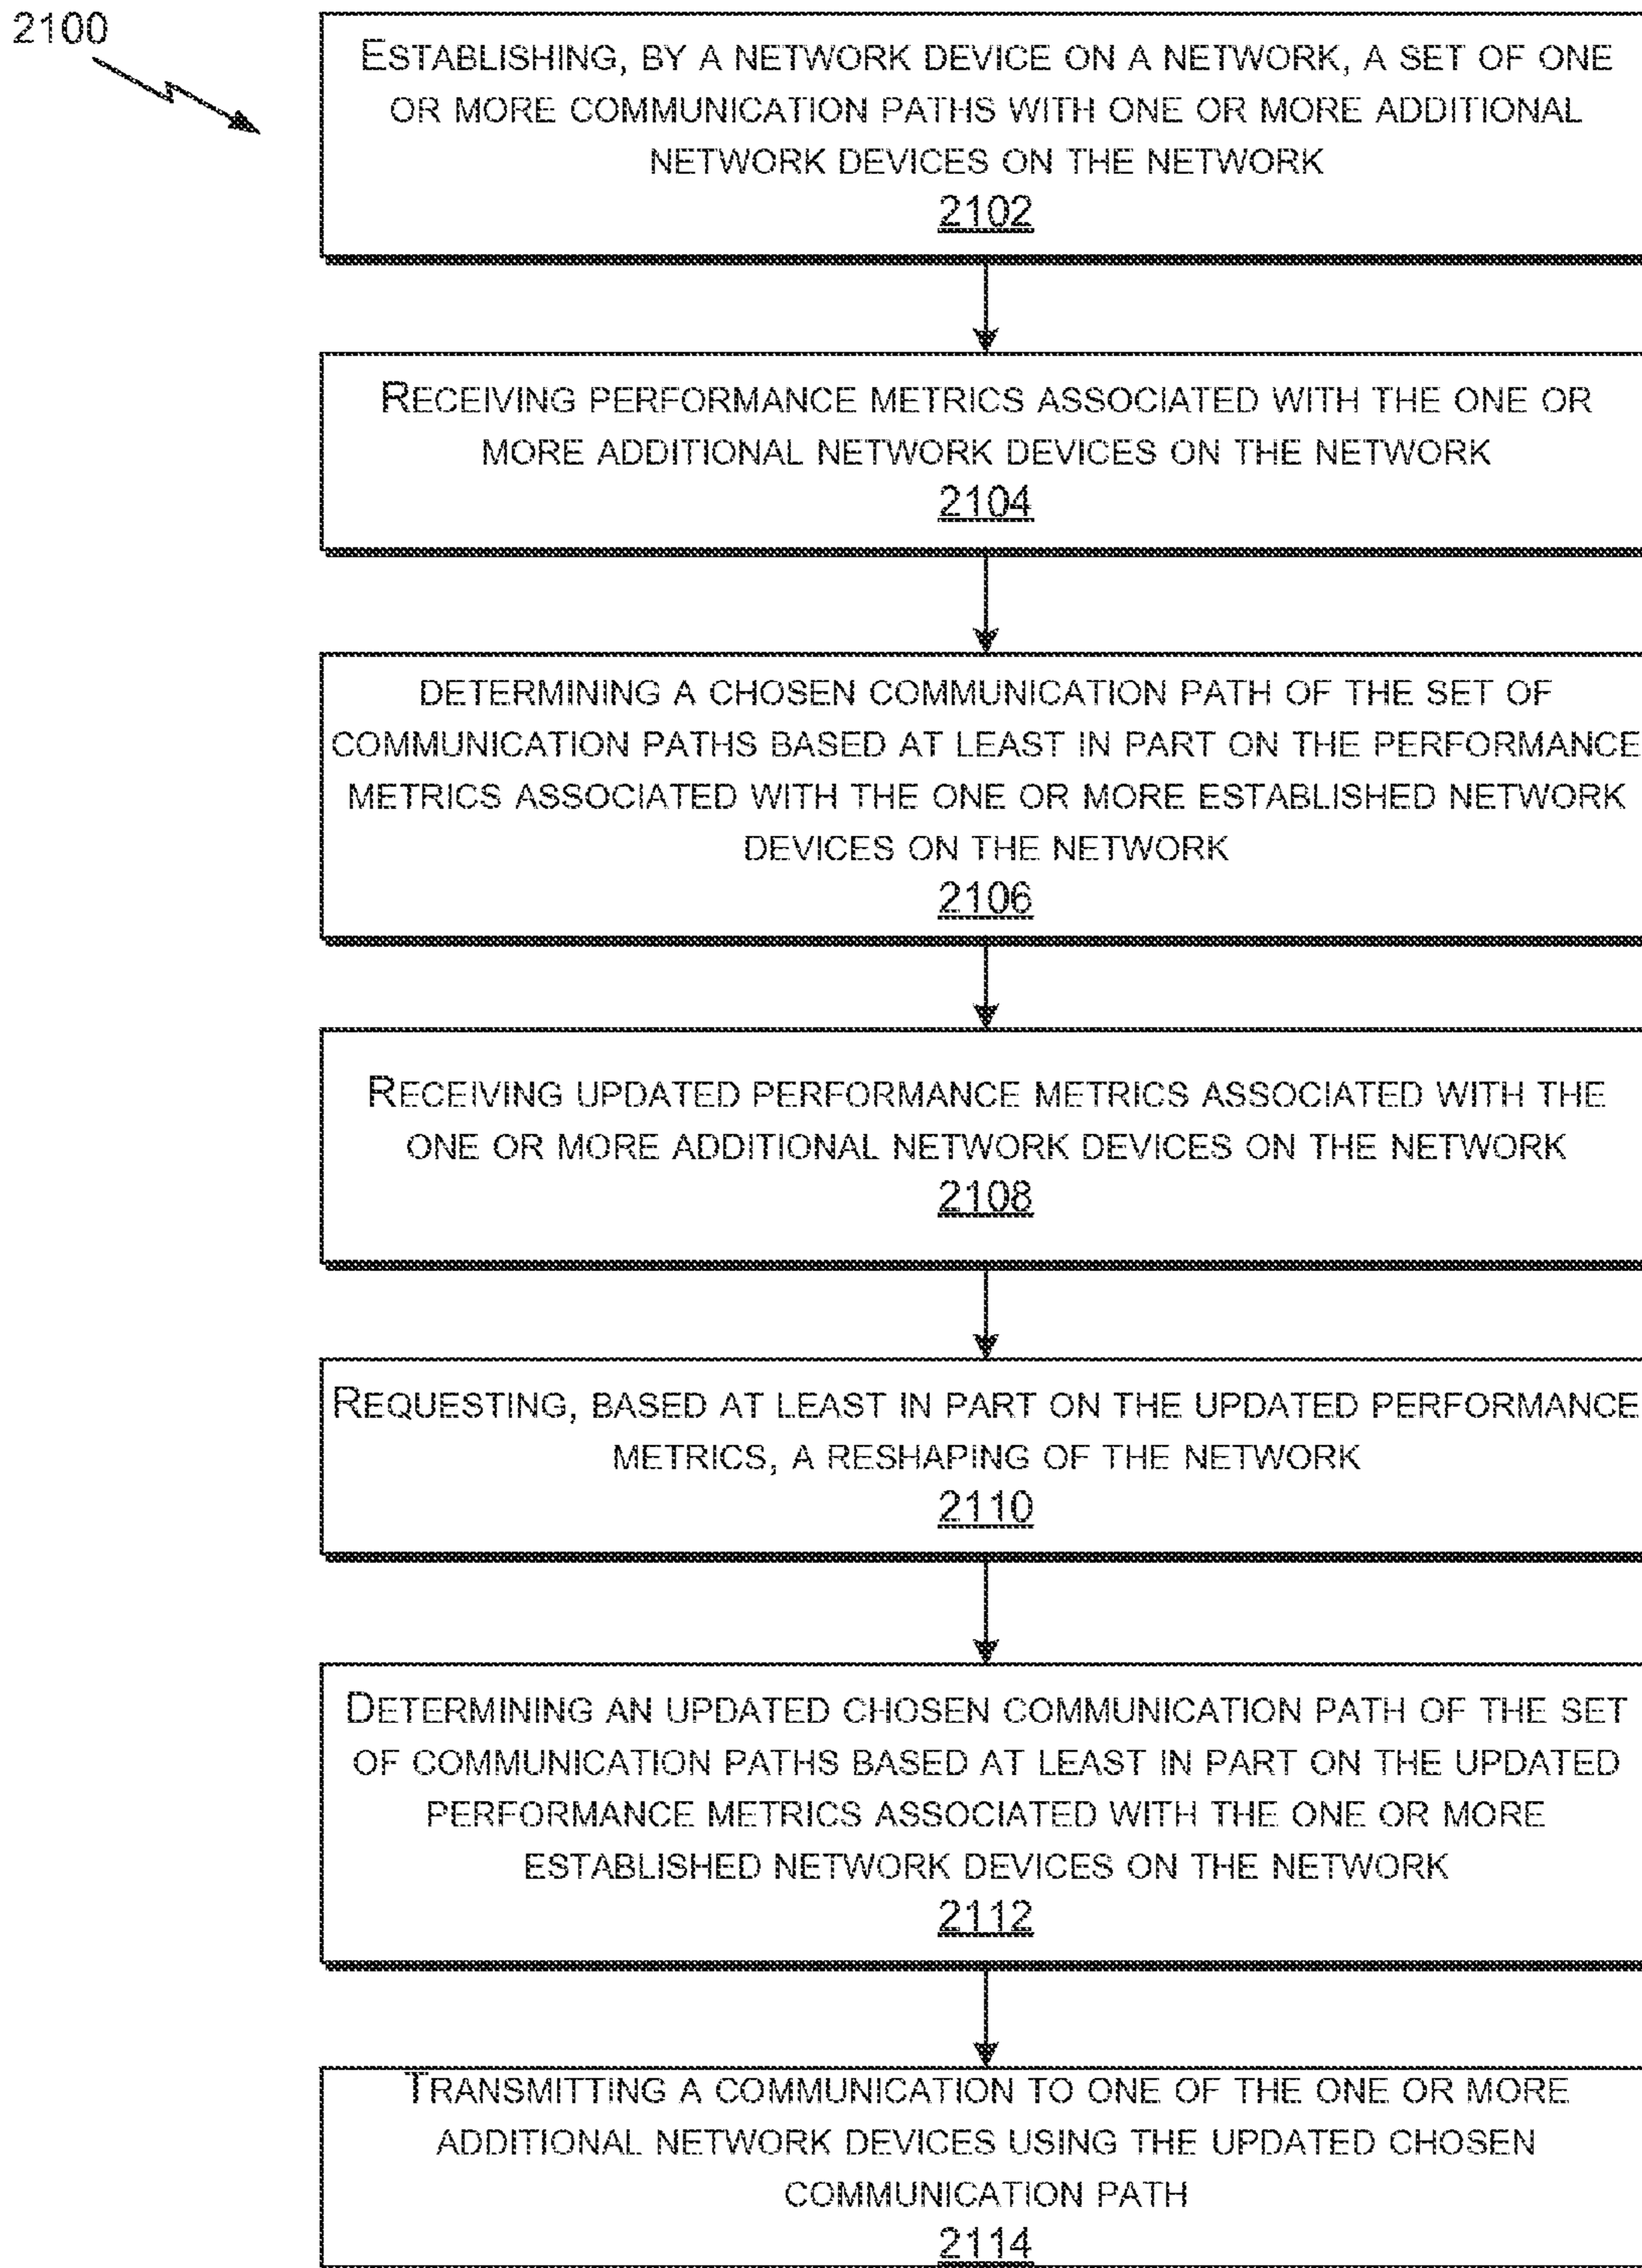 2100
ESTABLISHING, BY A NETWORK DEVICE ON A NETWORK, A SET OF ONE
OR MORE COMMUNICATION PATHS WITH ONE OR MORE ADDITIONAL
NETWORK DEVICES ON THE NETWORK
2102
RECEIVING PERFORMANCE METRICS ASSOCIATED WITH THE ONE OR
MORE ADDITIONAL NETWORK DEVICES ON THE NETWORK
2104
DETERMINING A CHOSEN COMMUNICATION PATH OF THE SET OF
COMMUNICATION PATHS BASED AT LEAST IN PART ON THE PERFORMANCE
METRICS ASSOCIATED WITH THE ONE OR MORE ESTABLISHED NETWORK
DEVICES ON THE NETWORK
2106
RECEIVING UPDATED PERFORMANCE METRICS ASSOCIATED WITH THE
ONE OR MORE ADDITIONAL NETWORK DEVICES ON THE NETWORK
2108
REQUESTING, BASED AT LEAST IN PART ON THE UPDATED PERFORMANCE
METRICS, A RESHAPING OF THE NETWORK
2110
DETERMINING AN UPDATED CHOSEN COMMUNICATION PATH OF THE SET
OF COMMUNICATION PATHS BASED AT LEAST IN PART ON THE UPDATED
PERFORMANCE METRICS ASSOCIATED WITH THE ONE OR MORE
ESTABLISHED NETWORK DEVICES ON THE NETWORK
2112
TRANSMITTING A COMMUNICATION TO ONE OF THE ONE OR MORE
ADDITIONAL NETWORK DEVICES USING THE UPDATED CHOSEN
COMMUNICATION PATH
2114